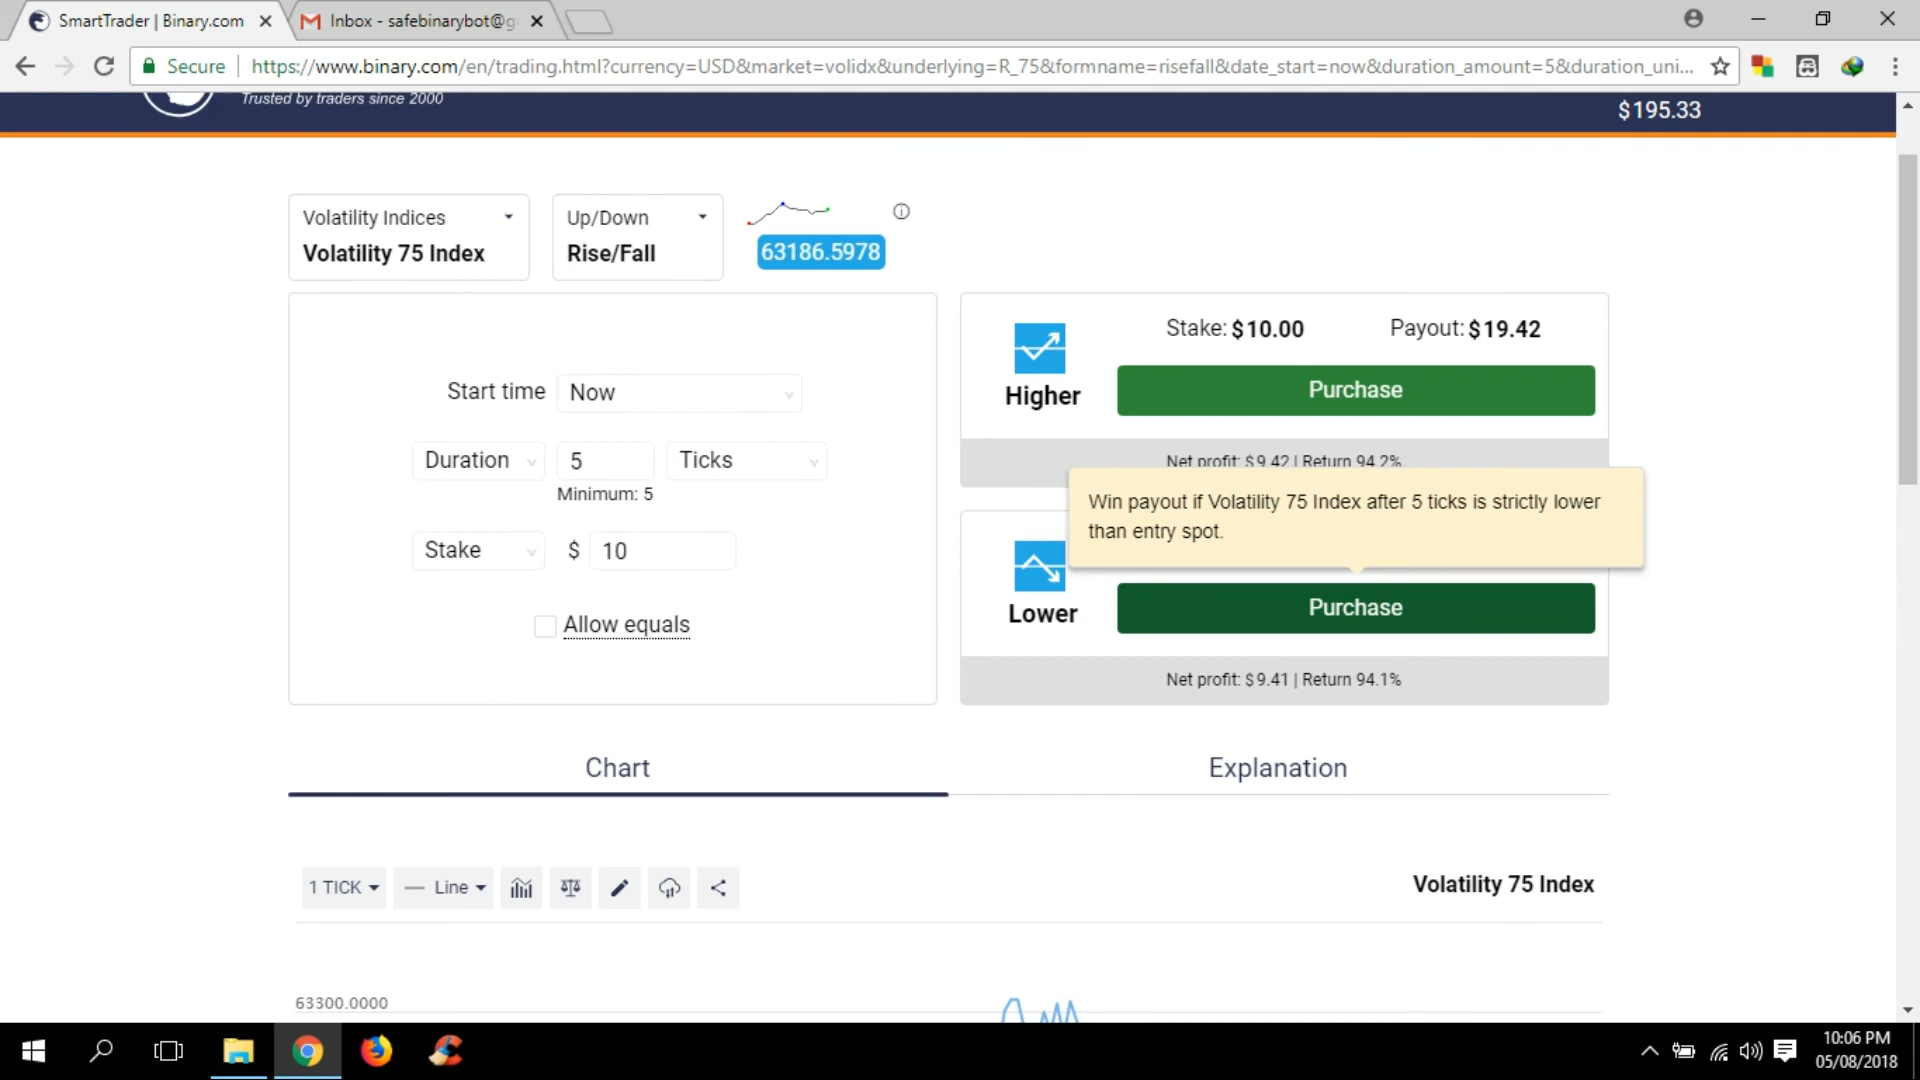 SmartTrader | Binary.com
Inbox - safebinarybot@g
Secure
https://www.binary.com/en/trading.html?currency=USD&market=volidx&underlying=R_75&formname=risefall&date_start=now&duration_amount=5&duration_uni...
Trusted by traders since 2000
$195.33
Volatility Indices
Volatility 75 Index
Up/Down
Rise/Fall
63186.5978
Start time Now
Duration 5 Ticks
Minimum: 5
Stake $ 10
Allow equals
Stake: $10.00 Payout: $19.42
Higher
Purchase
Net profit: $9.42 | Return 94.2%
Win payout if Volatility 75 Index after 5 ticks is strictly lower
than entry spot.
Lower
Purchase
Net profit: $9.41 | Return 94.1%
Chart
Explanation
1 TICK
Line
Volatility 75 Index
63300.0000
10:06 PM
05/08/2018